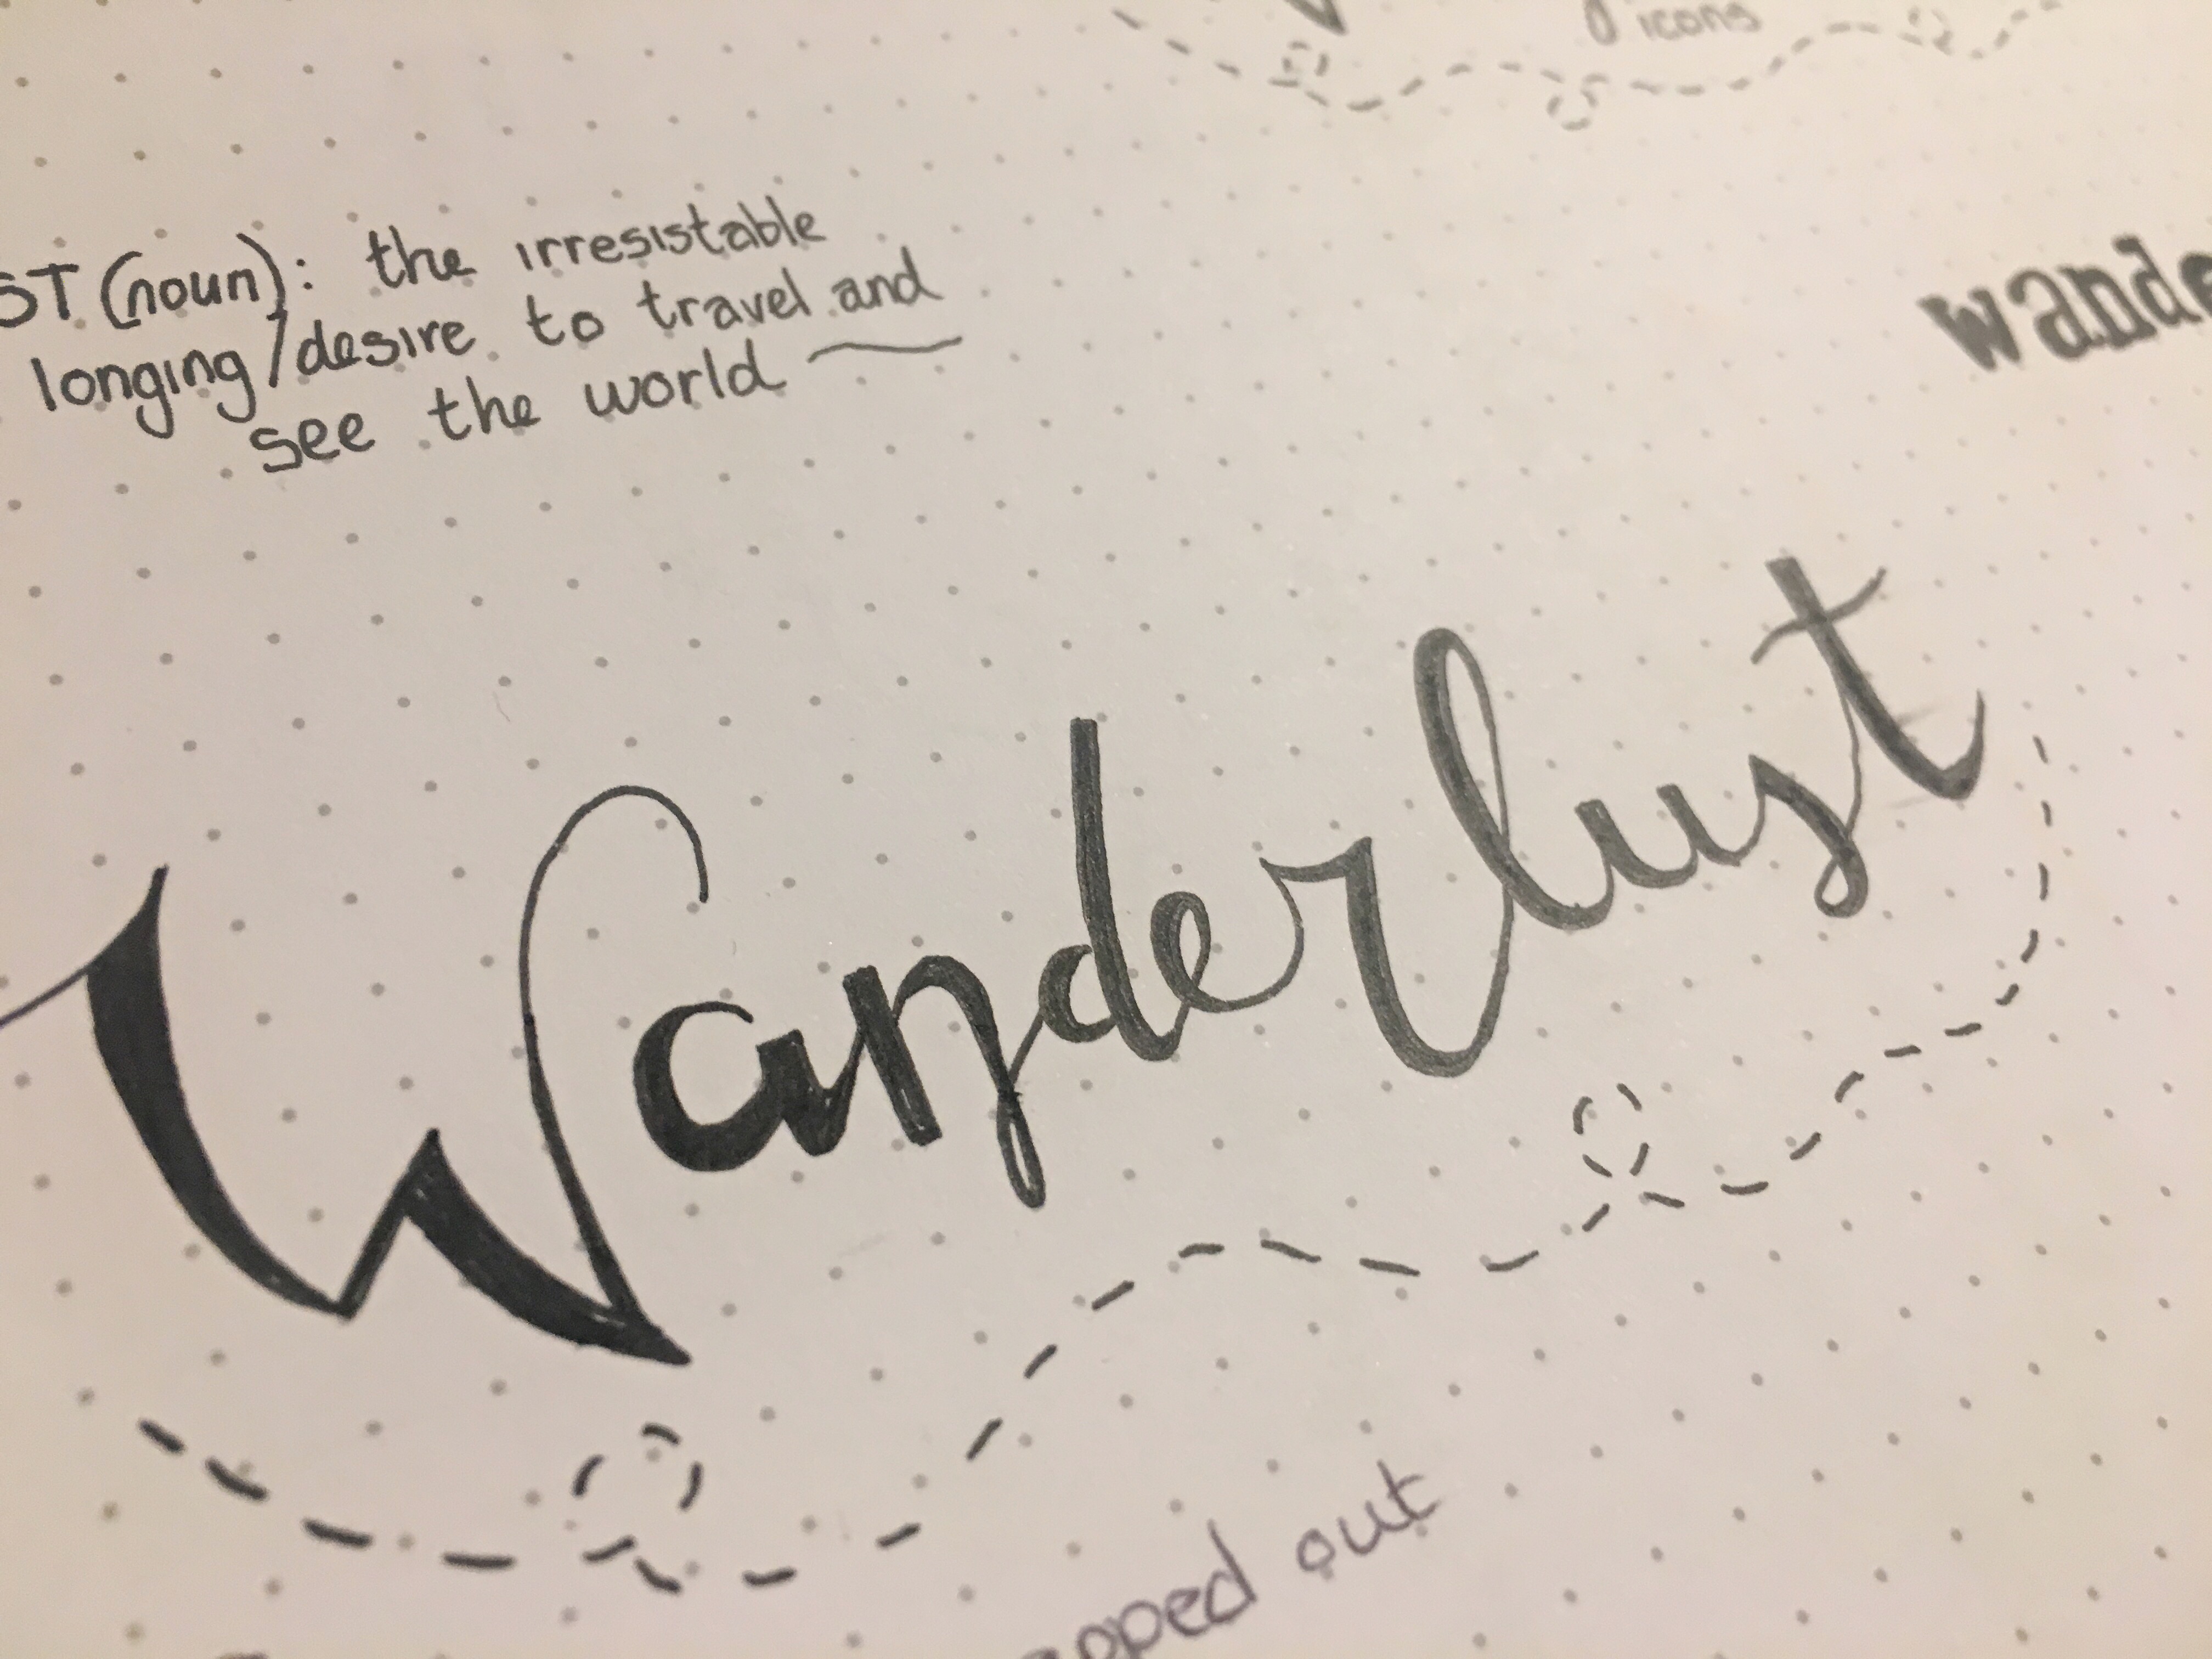 icons
ST (noun): the irresistable
longing/desire to travel and
see the world
wande
Wanderlust
pped out